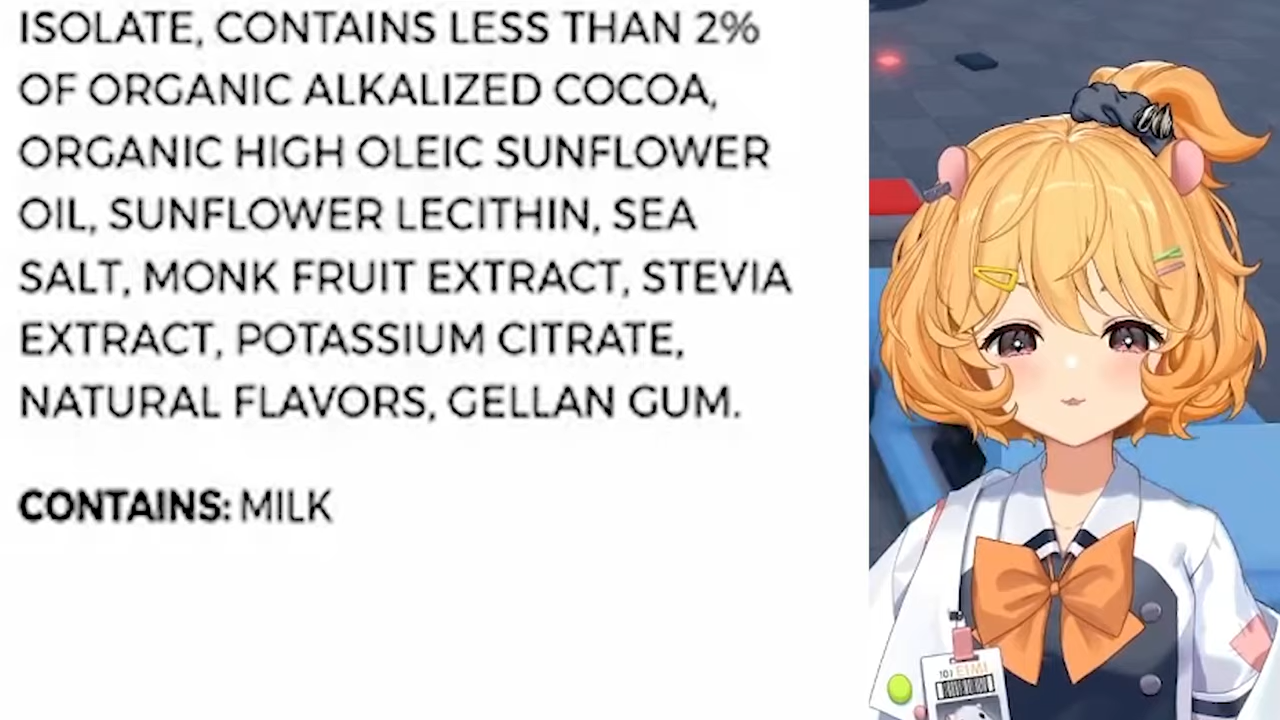 ISOLATE, CONTAINS LESS THAN 2%
OF ORGANIC ALKALIZED COCOA,
ORGANIC HIGH OLEIC SUNFLOWER
OIL, SUNFLOWER LECITHIN, SEA
SALT, MONK FRUIT EXTRACT, STEVIA
EXTRACT, POTASSIUM CITRATE,
NATURAL FLAVORS, GELLAN GUM.
CONTAINS: MILK
EIMI